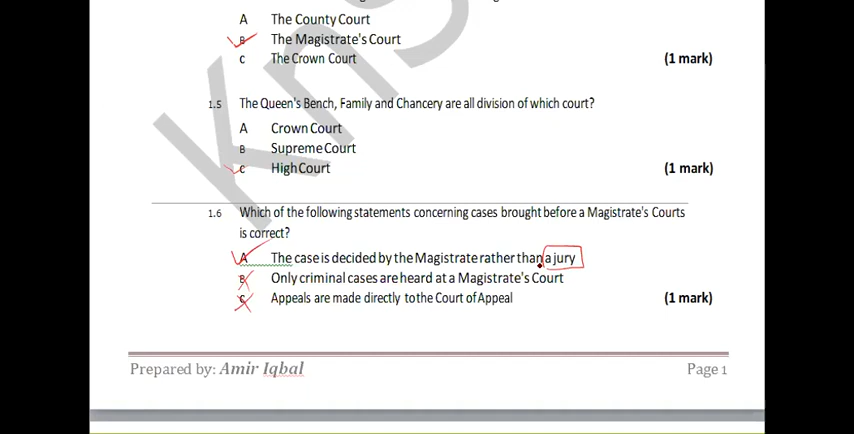 A The County Court
B The Magistrate's Court
C The Crown Court (1 mark)
1.5 The Queen's Bench, Family and Chancery are all division of which court?
A Crown Court
B Supreme Court
C High Court (1 mark)
1.6 Which of the following statements concerning cases brought before a Magistrate's Courts
is correct?
A The case is decided by the Magistrate rather than a jury
B Only criminal cases are heard at a Magistrate's Court
C Appeals are made directly to the Court of Appeal (1 mark)
Prepared by: Amir Iqbal Page 1